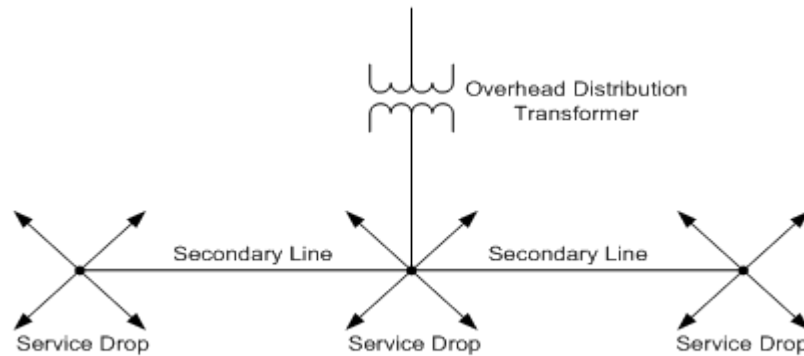 Overhead Distribution
Transformer
Secondary Line
Secondary Line
Service Drop
Service Drop
Service Drop